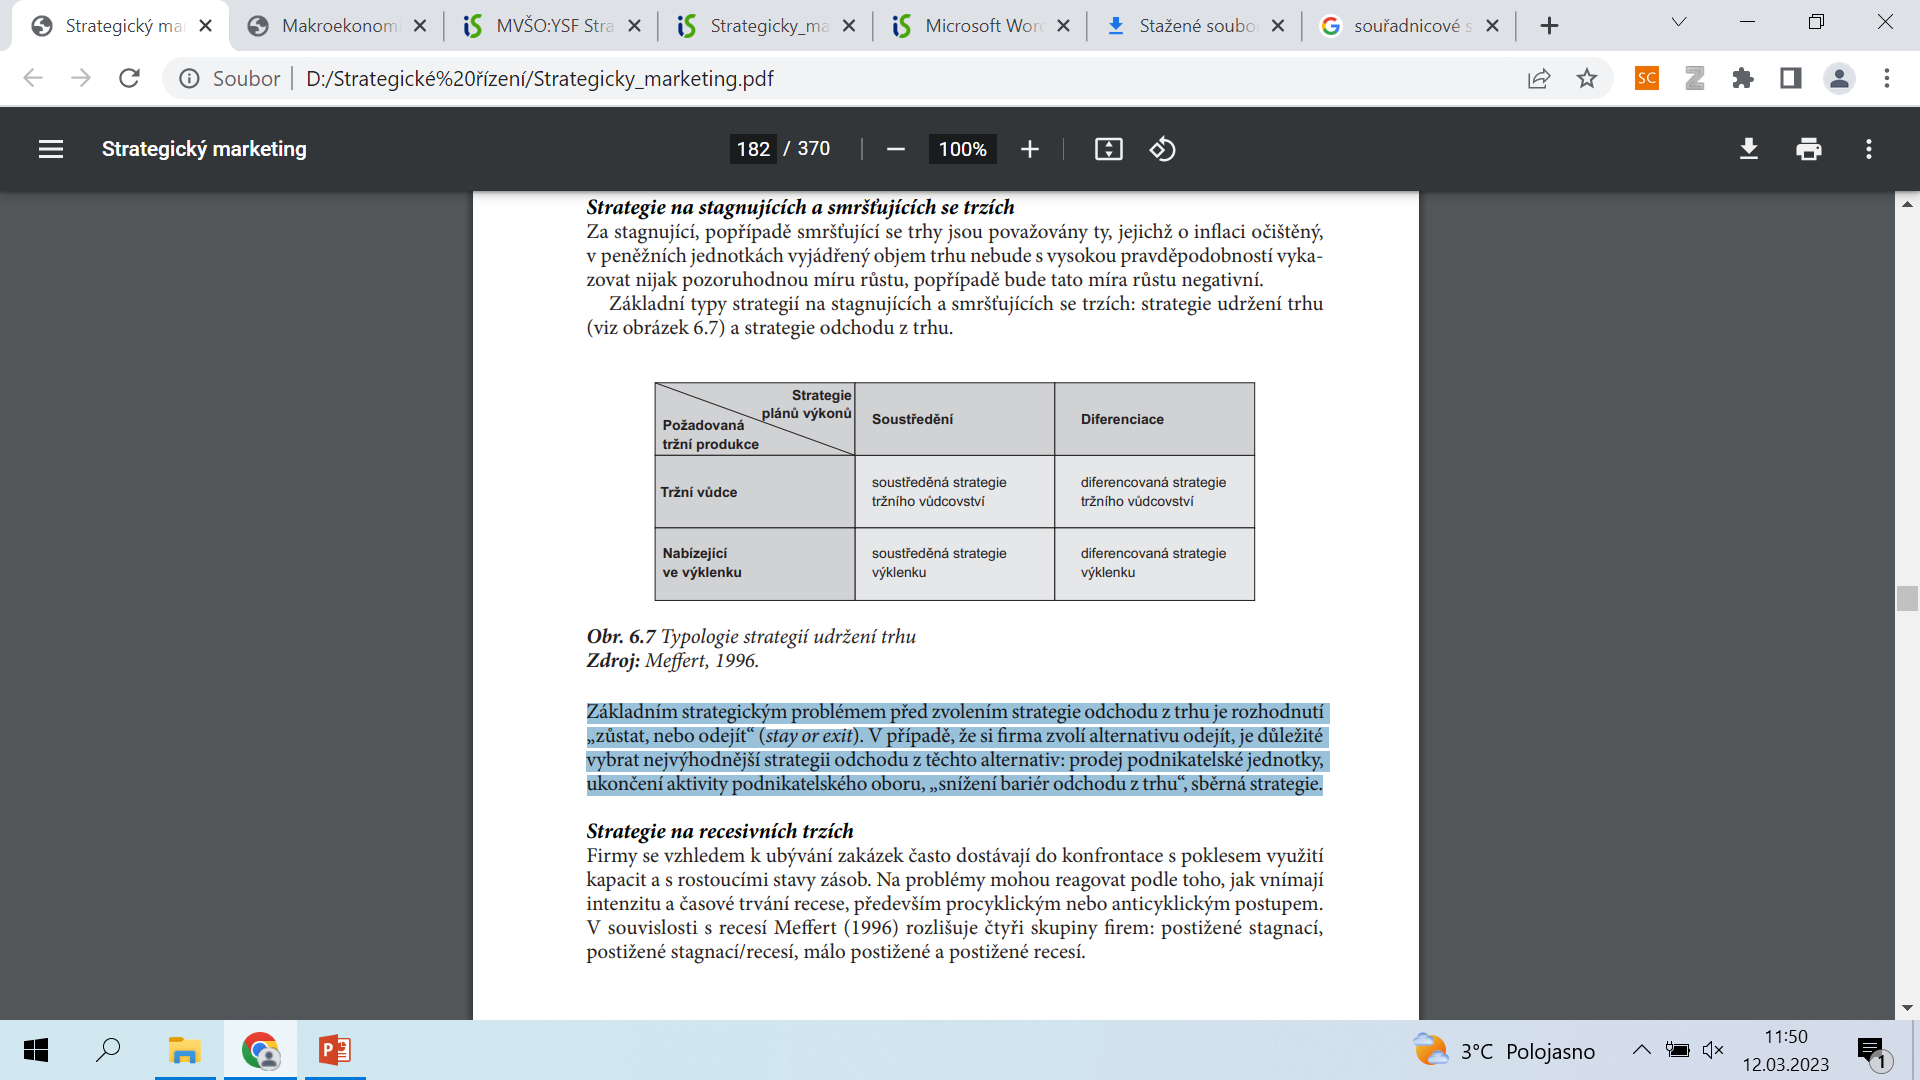 Strategický ma
Makroekonomi
MVŠO:YSF Stra
Strategicky_ma
Microsoft Word
Stažené soubo
souřadnicové s
Soubor
D:/Strategické%20řízení/Strategicky_marketing.pdf
SC
Strategický marketing
182 / 370
100%
Strategie na stagnujících a smršťujících se trzích
Za stagnující, popřípadě smršťující se trhy jsou považovány ty, jejichž o inflaci očištěný,
v peněžních jednotkách vyjádřený objem trhu nebude s vysokou pravděpodobností vyka-
zovat nijak pozoruhodnou míru růstu, popřípadě bude tato míra růstu negativní.
Základní typy strategií na stagnujících a smršťujících se trzích: strategie udržení trhu
(viz obrázek 6.7) a strategie odchodu z trhu.
Strategie
plánů výkonů
Požadovaná
tržní produkce
Soustředění
Diferenciace
Tržní vůdce
soustředěná strategie
tržního vůdcovství
diferencovaná strategie
tržního vůdcovství
Nabízející
ve výklenku
soustředěná strategie
výklenku
diferencovaná strategie
výklenku
Obr. 6.7 Typologie strategií udržení trhu
Zdroj: Meffert, 1996.
Základním strategickým problémem před zvolením strategie odchodu z trhu je rozhodnutí
„zůstat, nebo odejít“ (stay or exit). V případě, že si firma zvolí alternativu odejít, je důležité
vybrat nejvýhodnější strategii odchodu z těchto alternativ: prodej podnikatelské jednotky,
ukončení aktivity podnikatelského oboru, „snížení bariér odchodu z trhu“, sběrná strategie.
Strategie na recesivních trzích
Firmy se vzhledem k ubývání zakázek často dostávají do konfrontace s poklesem využití
kapacit a s rostoucími stavy zásob. Na problémy mohou reagovat podle toho, jak vnímají
intenzitu a časové trvání recese, především procyklickým nebo anticyklickým postupem.
V souvislosti s recesí Meffert (1996) rozlišuje čtyři skupiny firem: postižené stagnací,
postižené stagnací/recesí, málo postižené a postižené recesí.
3°C Polojasno
11:50
12.03.2023
1